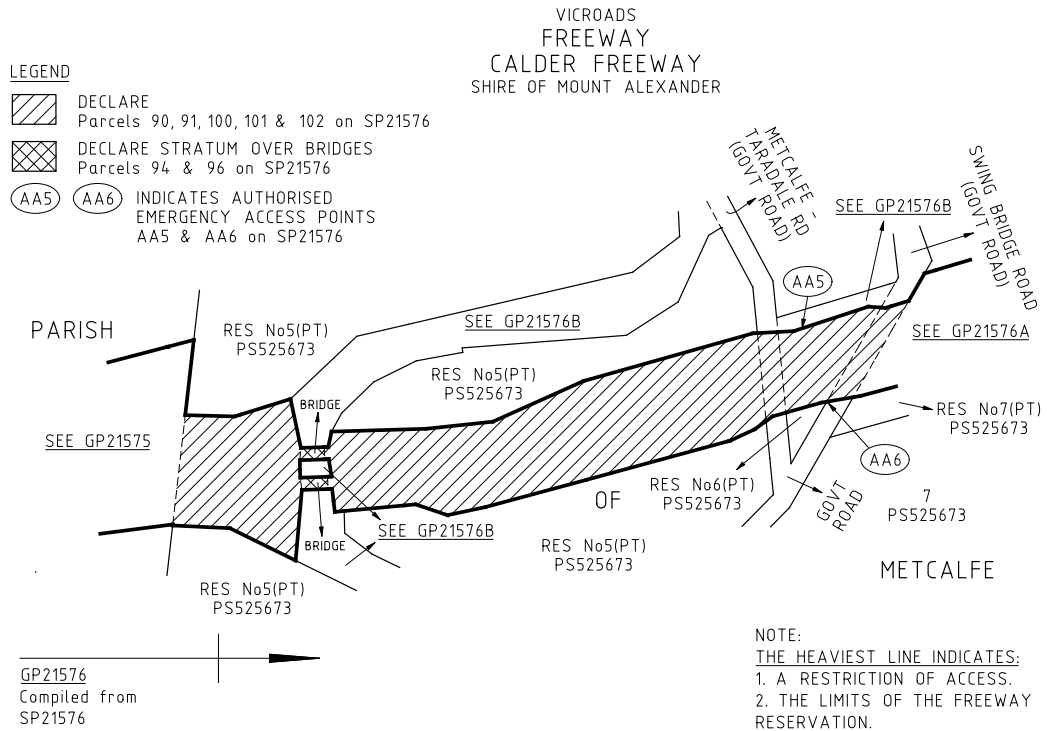 VICROADS
FREEWAY
CALDER FREEWAY
SHIRE OF MOUNT ALEXANDER
LEGEND
DECLARE
Parcels 90, 91, 100, 101 & 102 on SP21576
DECLARE STRATUM OVER BRIDGES
Parcels 94 & 96 on SP21576
AA5 AA6 INDICATES AUTHORISED
EMERGENCY ACCESS POINTS
AA5 & AA6 on SP21576
METCALFE -
TARADALE RD
(GOVT ROAD)
SEE GP21576B
SWING BRIDGE ROAD
(GOVT ROAD)
AA5
PARISH
RES No5(PT)
PS525673
SEE GP21576B
SEE GP21576A
RES No5(PT)
PS525673
BRIDGE
SEE GP21575
RES No7(PT)
PS525673
AA6
OF
RES No6(PT)
PS525673
GOVT
ROAD
7
PS525673
SEE GP21576B
BRIDGE
RES No5(PT)
PS525673
METCALFE
RES No5(PT)
PS525673
GP21576
Compiled from
SP21576
NOTE:
THE HEAVIEST LINE INDICATES:
1. A RESTRICTION OF ACCESS.
2. THE LIMITS OF THE FREEWAY
RESERVATION.